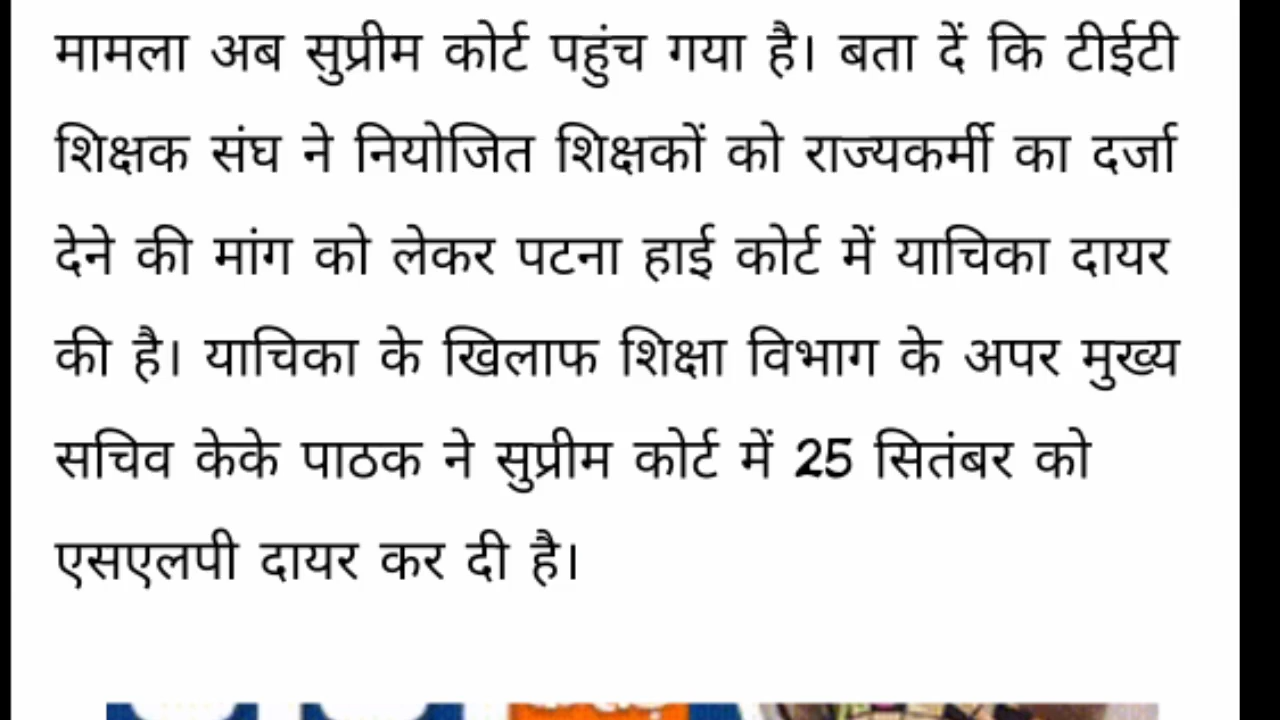 मामला अब सुप्रीम कोर्ट पहुंच गया है। बता दें कि टीईटी
शिक्षक संघ ने नियोजित शिक्षकों को राज्यकर्मी का दर्जा
देने की मांग को लेकर पटना हाई कोर्ट में याचिका दायर
की है। याचिका के खिलाफ शिक्षा विभाग के अपर मुख्य
सचिव केके पाठक ने सुप्रीम कोर्ट में 25 सितंबर को
एसएलपी दायर कर दी है।